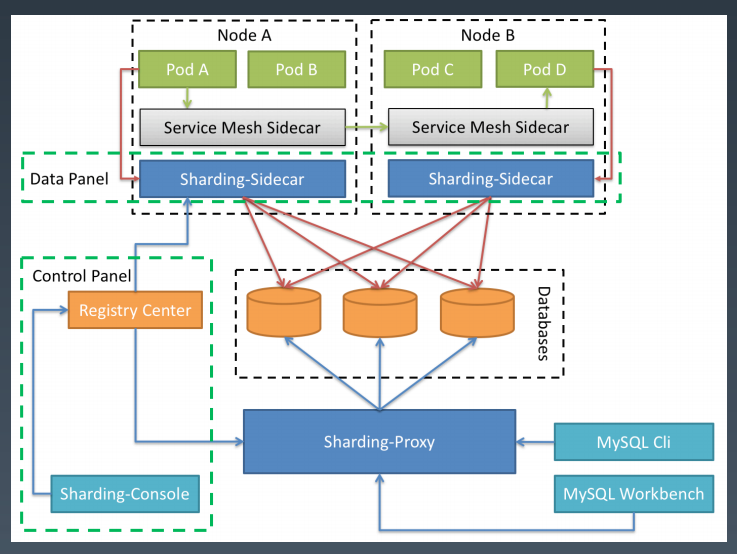 Node A
Node B
Pod A
Pod B
Pod C
Pod D
Service Mesh Sidecar
Service Mesh Sidecar
Data Panel
Sharding-Sidecar
Sharding-Sidecar
Control Panel
Registry Center
Databases
Sharding-Proxy
MySQL Cli
Sharding-Console
MySQL Workbench